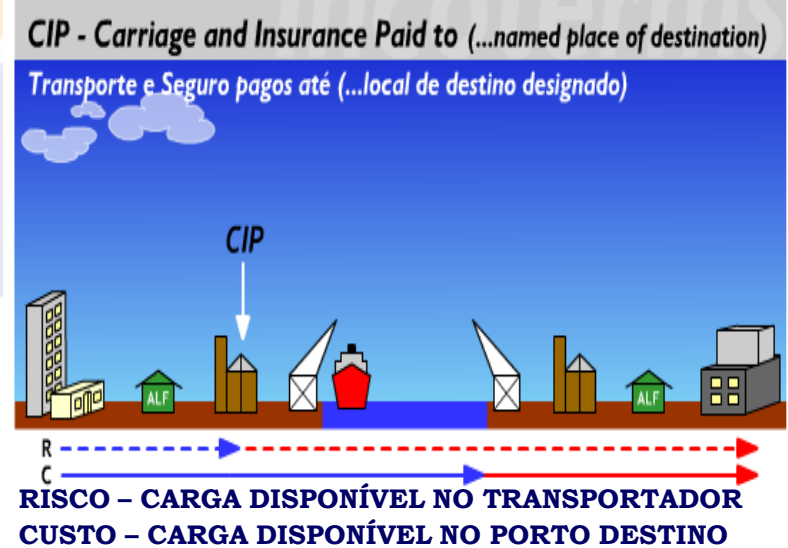 incoterms
CIP - Carriage and Insurance Paid to (...named place of destination)
Transporte e Seguro pagos até (...local de destino designado)
CIP
ALF
ALF
R
C
RISCO – CARGA DISPONÍVEL NO TRANSPORTADOR
CUSTO – CARGA DISPONÍVEL NO PORTO DESTINO